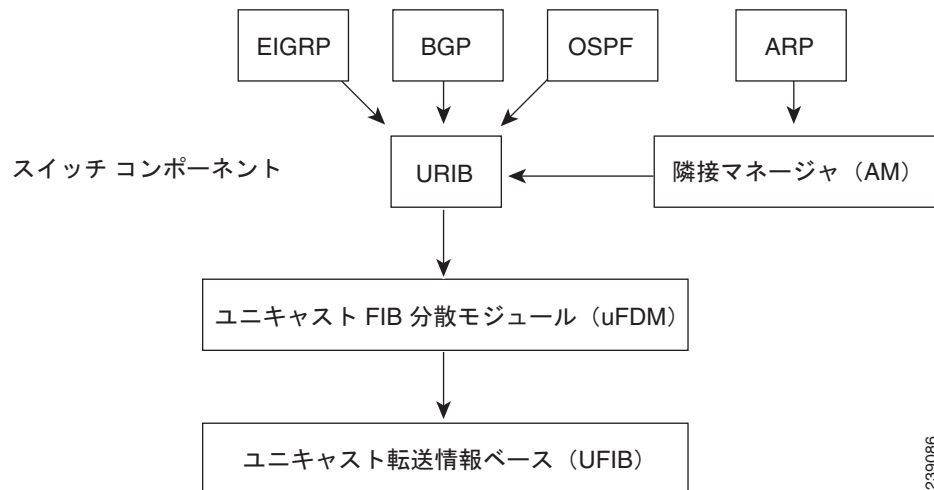 EIGRP
BGP
OSPF
ARP
スイッチ コンポーネント
URIB
隣接マネージャ（AM）
ユニキャスト FIB 分散モジュール（uFDM）
ユニキャスト転送情報ベース（UFIB）
239086